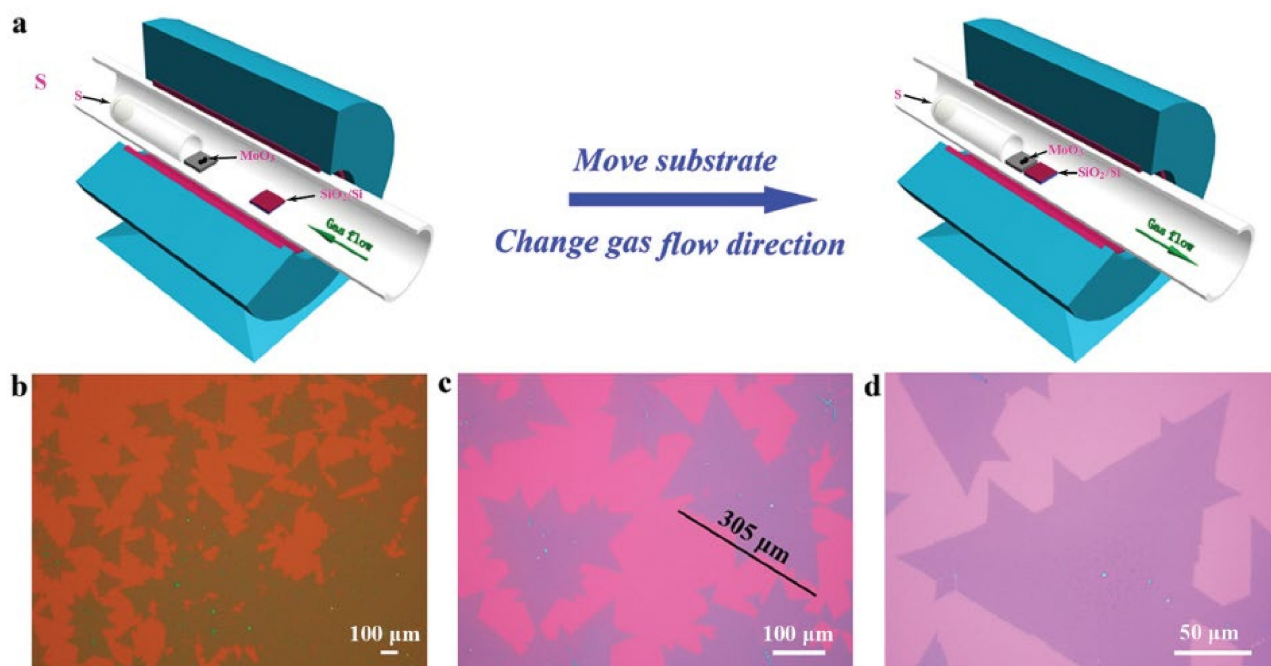 a
S
S
MoO3
SiO2/Si
Gas flow
Move substrate
Change gas flow direction
S
MoO3
SiO2/Si
Gas flow
b
100 µm
c
305 µm
100 µm
d
50 µm